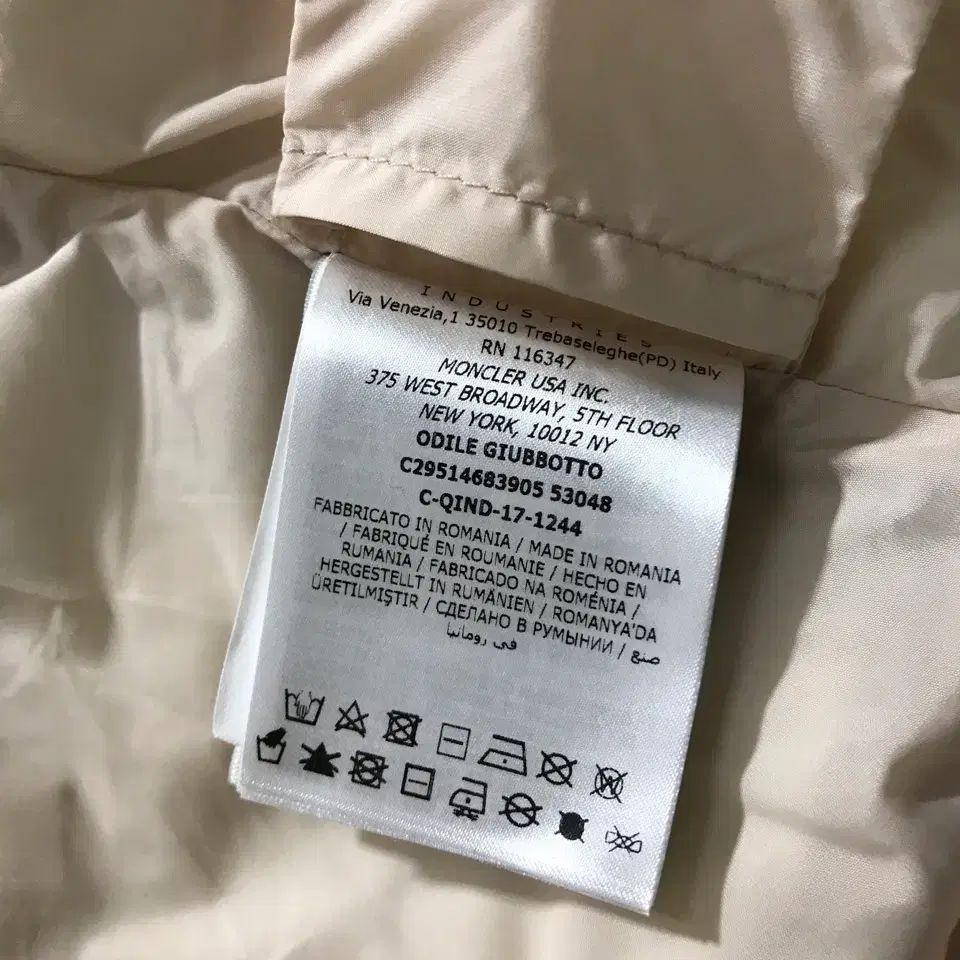 INDUSTRIES
Via Venezia,1 35010 Trebaseleghe(PD) Italy
RN 116347
MONCLER USA INC.
375 WEST BROADWAY, 5TH FLOOR
NEW YORK, 10012 NY
ODILE GIUBBOTTO
C29514683905 53048
C-QIND-17-1244
FABBRICATO IN ROMANIA / MADE IN ROMANIA
/ FABRIQUÉ EN ROUMANIE / HECHO EN
RUMANIA / FABRICADO NA ROMÉNIA /
HERGESTELLT IN RUMÄNIEN / ROMANYA'DA
ÜRETILMIŞTIR / СДЕЛАНО В РУМЫНИИ / صنع
في رومانيا
W